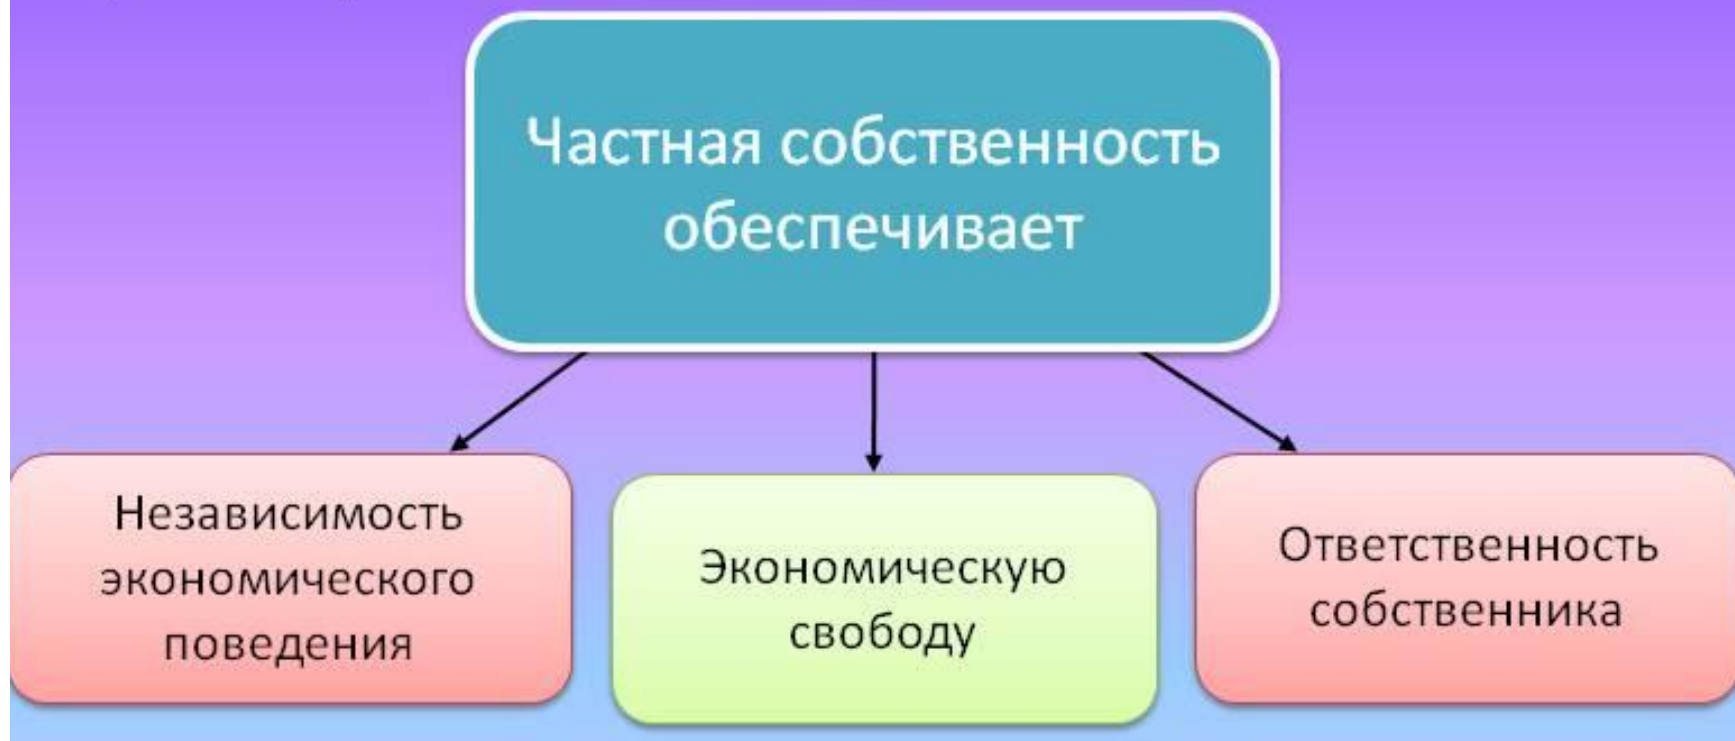 Частная собственность
обеспечивает
Независимость
экономического
поведения
Экономическую
свободу
Ответственность
собственника